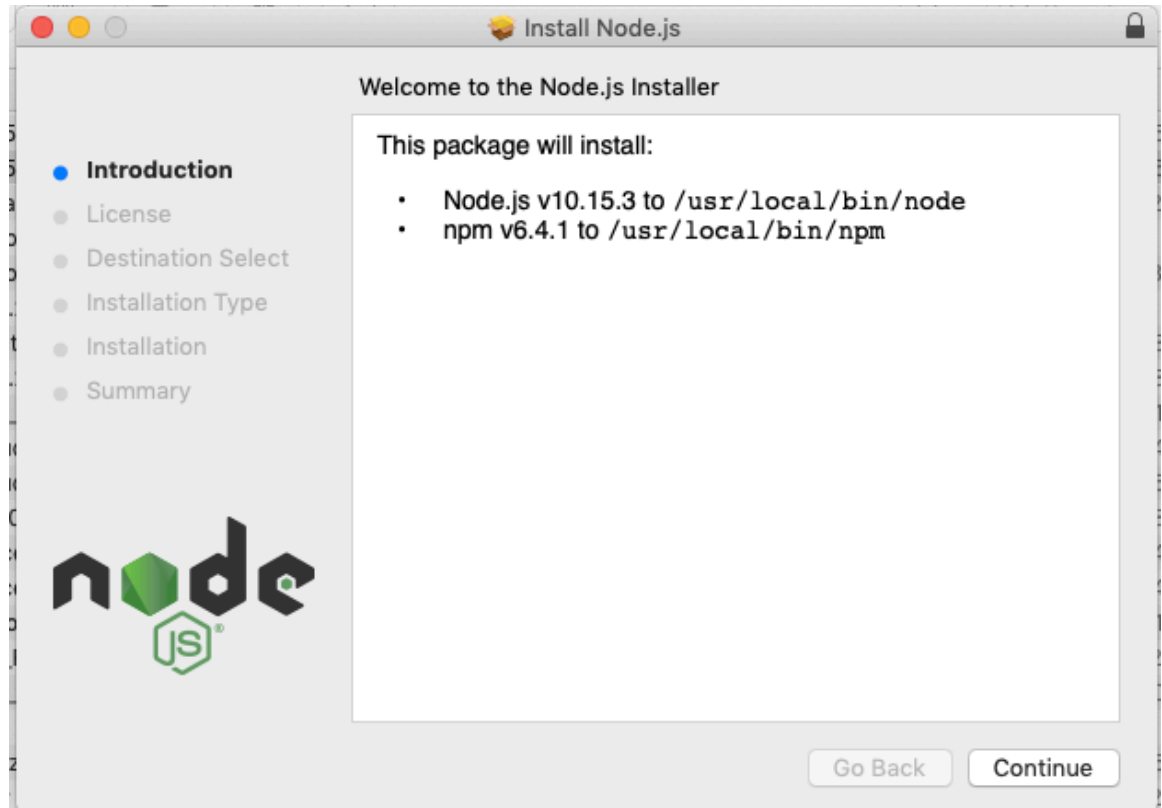 Install Node.js
Welcome to the Node.js Installer
This package will install:
• Node.js v10.15.3 to /usr/local/bin/node
• npm v6.4.1 to /usr/local/bin/npm
Introduction
License
Destination Select
Installation Type
Installation
Summary
node
JS®
Go Back
Continue